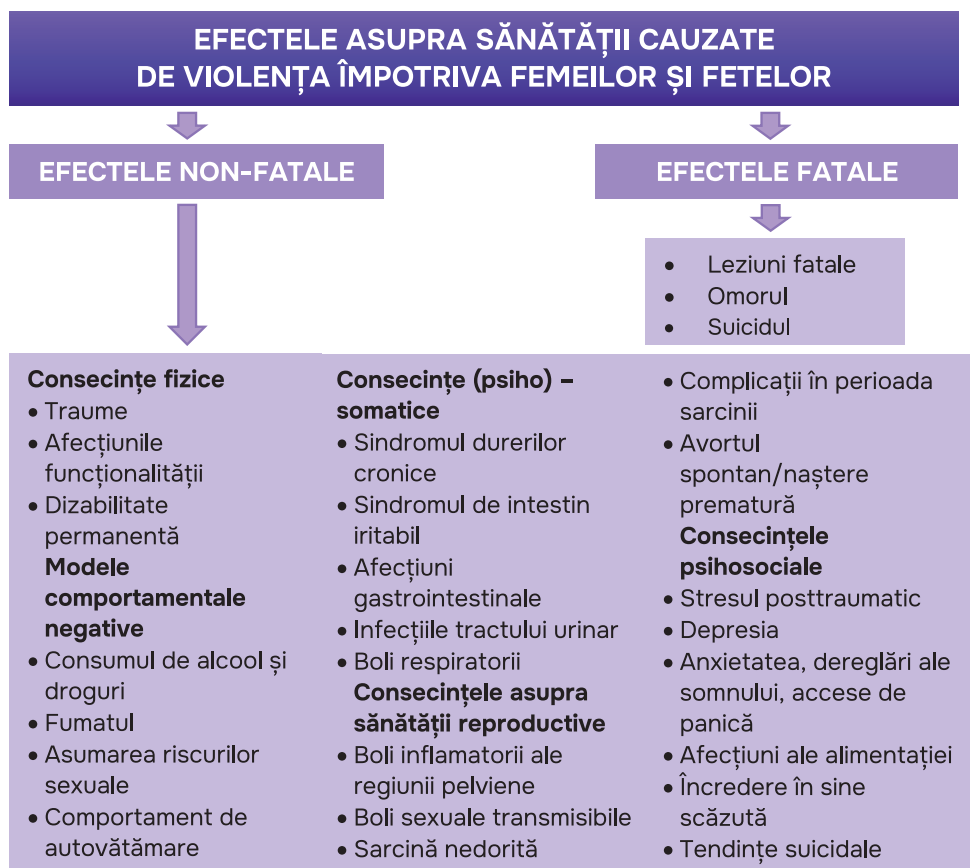 EFECTELE ASUPRA SĂNĂTĂȚII CAUZATE
DE VIOLENȚA ÎMPOTRIVA FEMEILOR ȘI FETELOR
EFECTELE NON-FATALE
EFECTELE FATALE
• Leziuni fatale
• Omorul
• Suicidul
Consecințe fizice
• Traume
• Afecțiunile
funcționalității
• Dizabilitate
permanentă
Modele
comportamentale
negative
• Consumul de alcool și
droguri
• Fumatul
• Asumarea riscurilor
sexuale
• Comportament de
autovătămare
Consecințe (psiho) –
somatice
• Sindromul durerilor
cronice
• Sindromul de intestin
iritabil
• Afecțiuni
gastrointestinale
• Infecțiile tractului urinar
• Boli respiratorii
Consecințele asupra
sănătății reproductive
• Boli inflamatorii ale
regiunii pelviene
• Boli sexuale transmisibile
• Sarcină nedorită
• Complicații în perioada
sarcinii
• Avortul
spontan/naștere
prematură
Consecințele
psihosociale
• Stresul posttraumatic
• Depresia
• Anxietatea, dereglări ale
somnului, accese de
panică
• Afecțiuni ale alimentației
• Încredere în sine
scăzută
• Tendințe suicidale